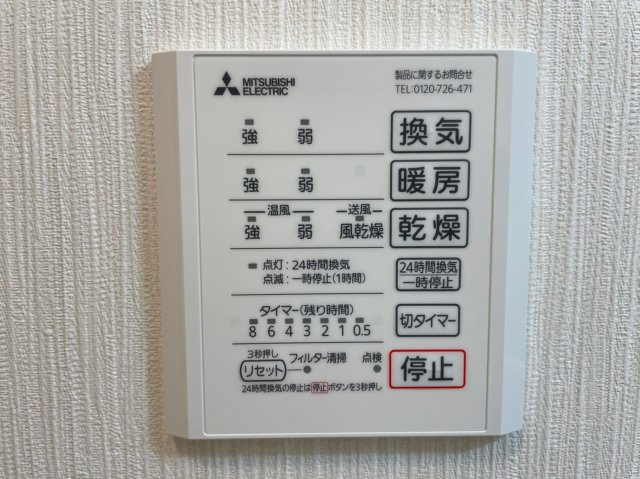 MITSUBISHI
ELECTRIC
製品に関するお問合せ
TEL:0120-726-471
強 弱 換気
強 弱 暖房
温風 送風
強 弱 風乾燥 乾燥
点灯:24時間換気
点滅:一時停止(1時間)
24時間換気
一時停止
タイマー(残り時間)
8 6 4 3 2 1 0.5
切タイマー
3秒押し
リセット フィルター清掃 点検
停止
24時間換気の停止は停止ボタンを3秒押し